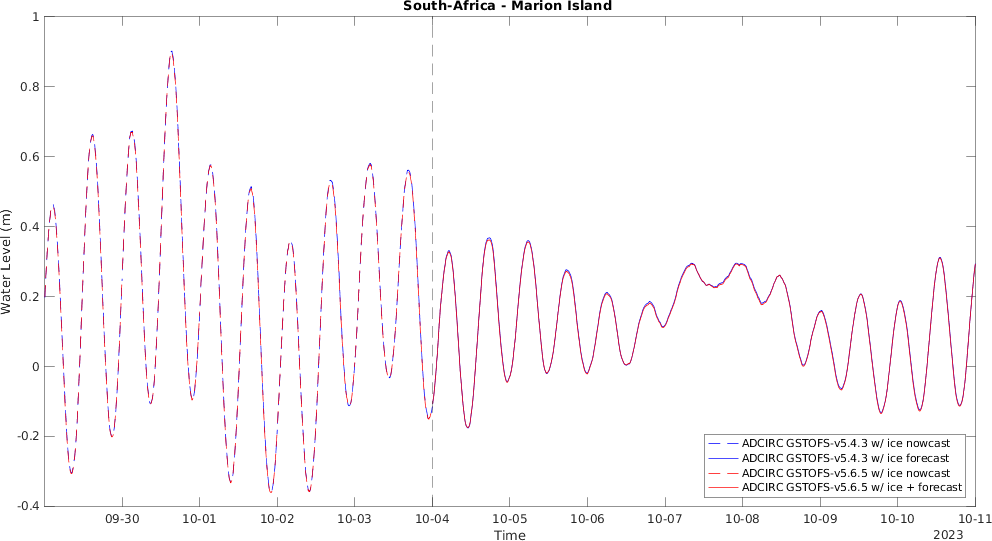 South-Africa - Marion Island
Water Level (m)
1
0.8
0.6
0.4
0.2
0
-0.2
-0.4
ADCIRC GSTOFS-v5.4.3 w/ ice nowcast
ADCIRC GSTOFS-v5.4.3 w/ ice forecast
ADCIRC GSTOFS-v5.6.5 w/ ice nowcast
ADCIRC GSTOFS-v5.6.5 w/ ice + forecast
09-30 10-01 10-02 10-03 10-04 10-05 10-06 10-07 10-08 10-09 10-10 10-11
Time
2023